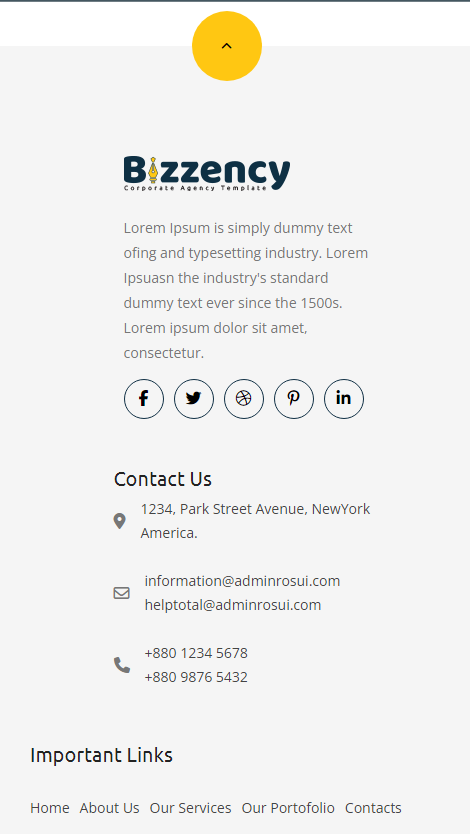 Bizzency
Corporate Agency Template
Lorem Ipsum is simply dummy text
ofing and typesetting industry. Lorem
Ipsuasn the industry's standard
dummy text ever since the 1500s.
Lorem ipsum dolor sit amet,
consectetur.
Contact Us
1234, Park Street Avenue, NewYork
America.
information@adminrosui.com
helptotal@adminrosui.com
+880 1234 5678
+880 9876 5432
Important Links
Home About Us Our Services Our Portofolio Contacts